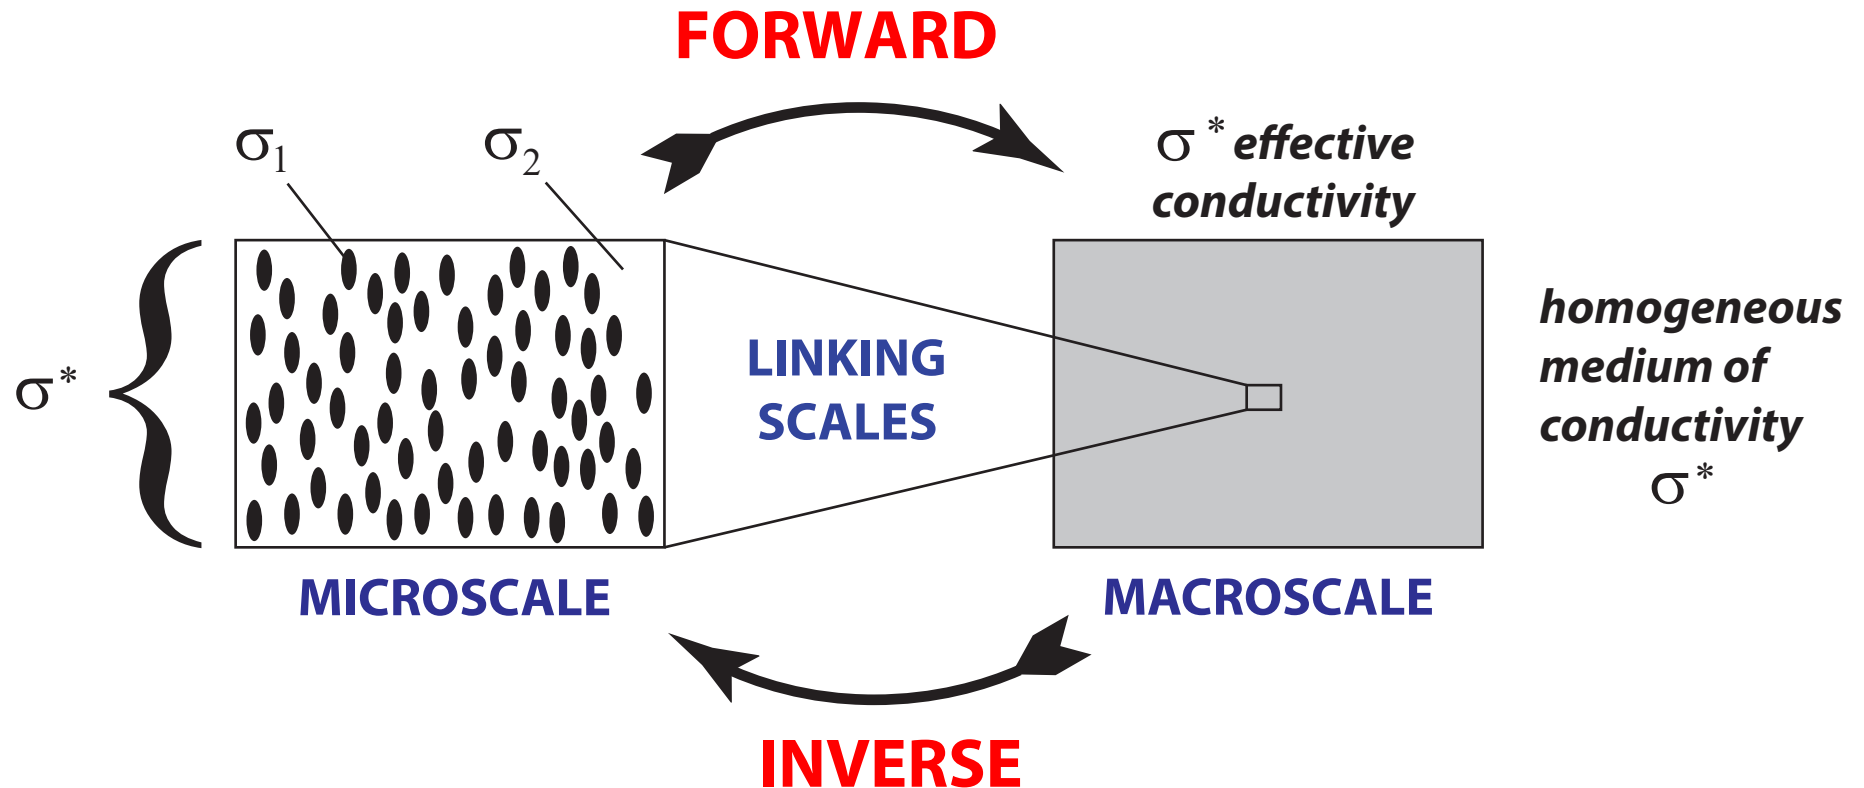 FORWARD
σ1
σ2
σ* effective
conductivity
σ*
LINKING
SCALES
homogeneous
medium of
conductivity
σ*
MICROSCALE
MACROSCALE
INVERSE